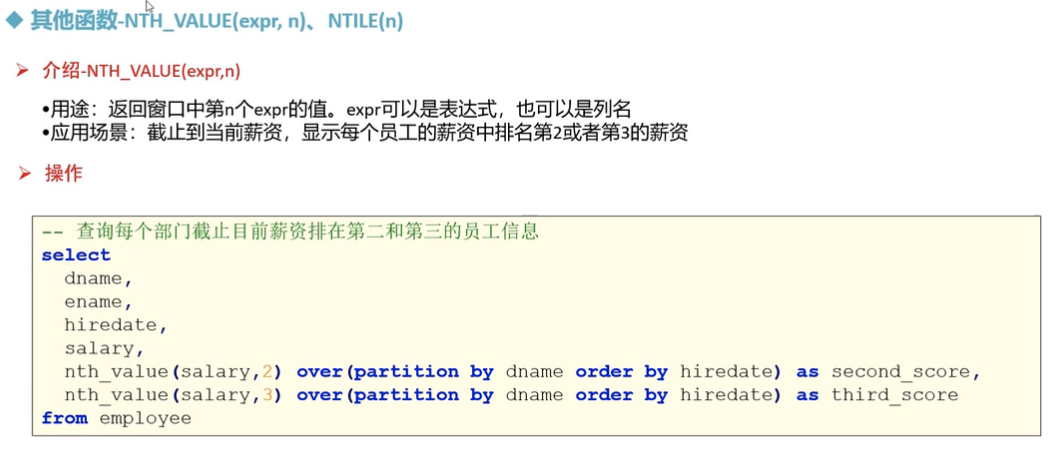 ◆ 其他函数-NTH_VALUE(expr, n)、NTILE(n)
➢ 介绍-NTH_VALUE(expr,n)
•用途：返回窗口中第n个expr的值。expr可以是表达式，也可以是列名
•应用场景：截止到当前薪资，显示每个员工的薪资中排名第2或者第3的薪资
➢ 操作
-- 查询每个部门截止目前薪资排在第二和第三的员工信息
select
dname,
ename,
hiredate,
salary,
nth_value(salary,2) over(partition by dname order by hiredate) as second_score,
nth_value(salary,3) over(partition by dname order by hiredate) as third_score
from employee